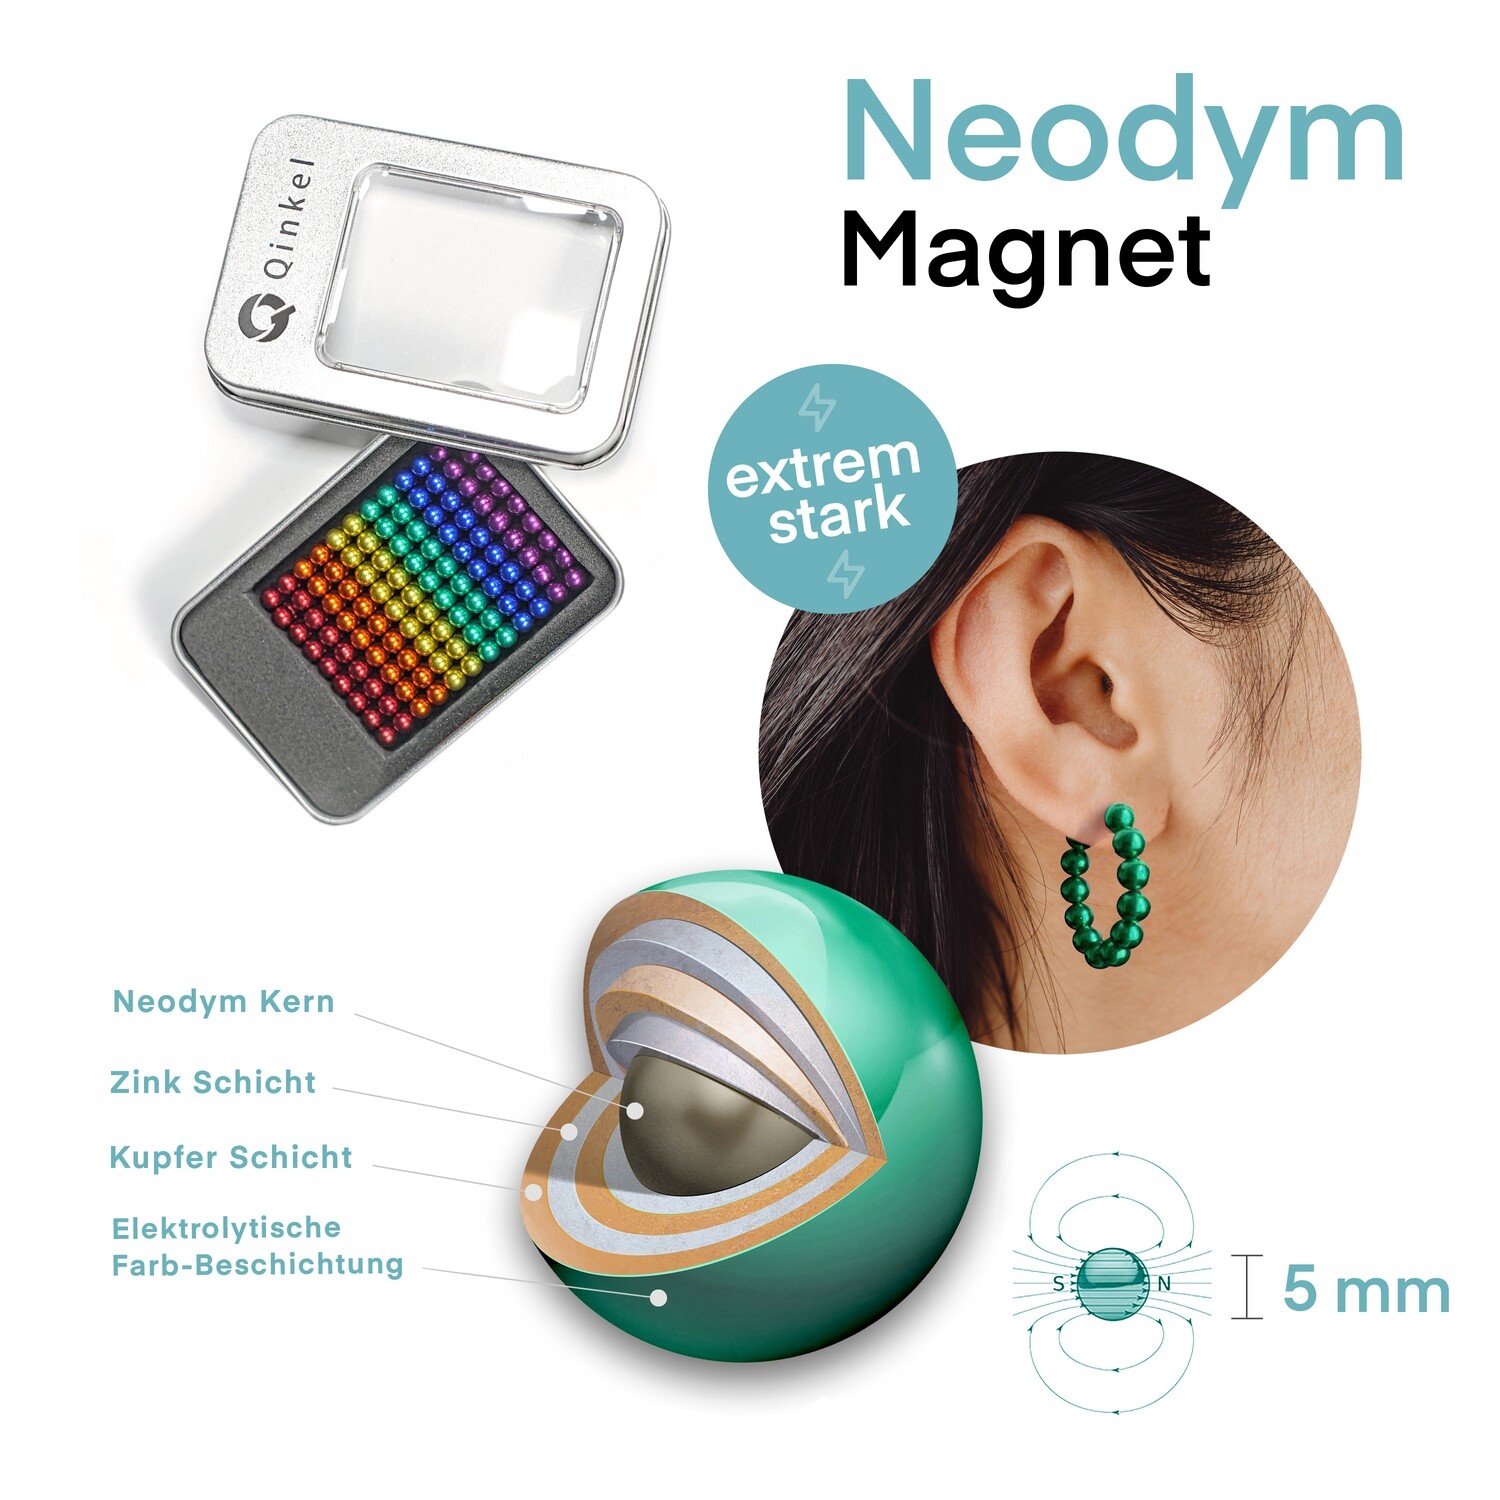 Neodym
Magnet
Qinkel
extrem
stark
Neodym Kern
Zink Schicht
Kupfer Schicht
Elektrolytische
Farb-Beschichtung
S N
5 mm